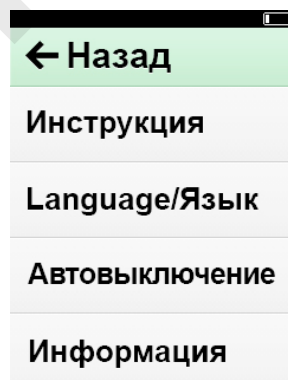 ← Назад
Инструкция
Language/Язык
Автовыключение
Информация